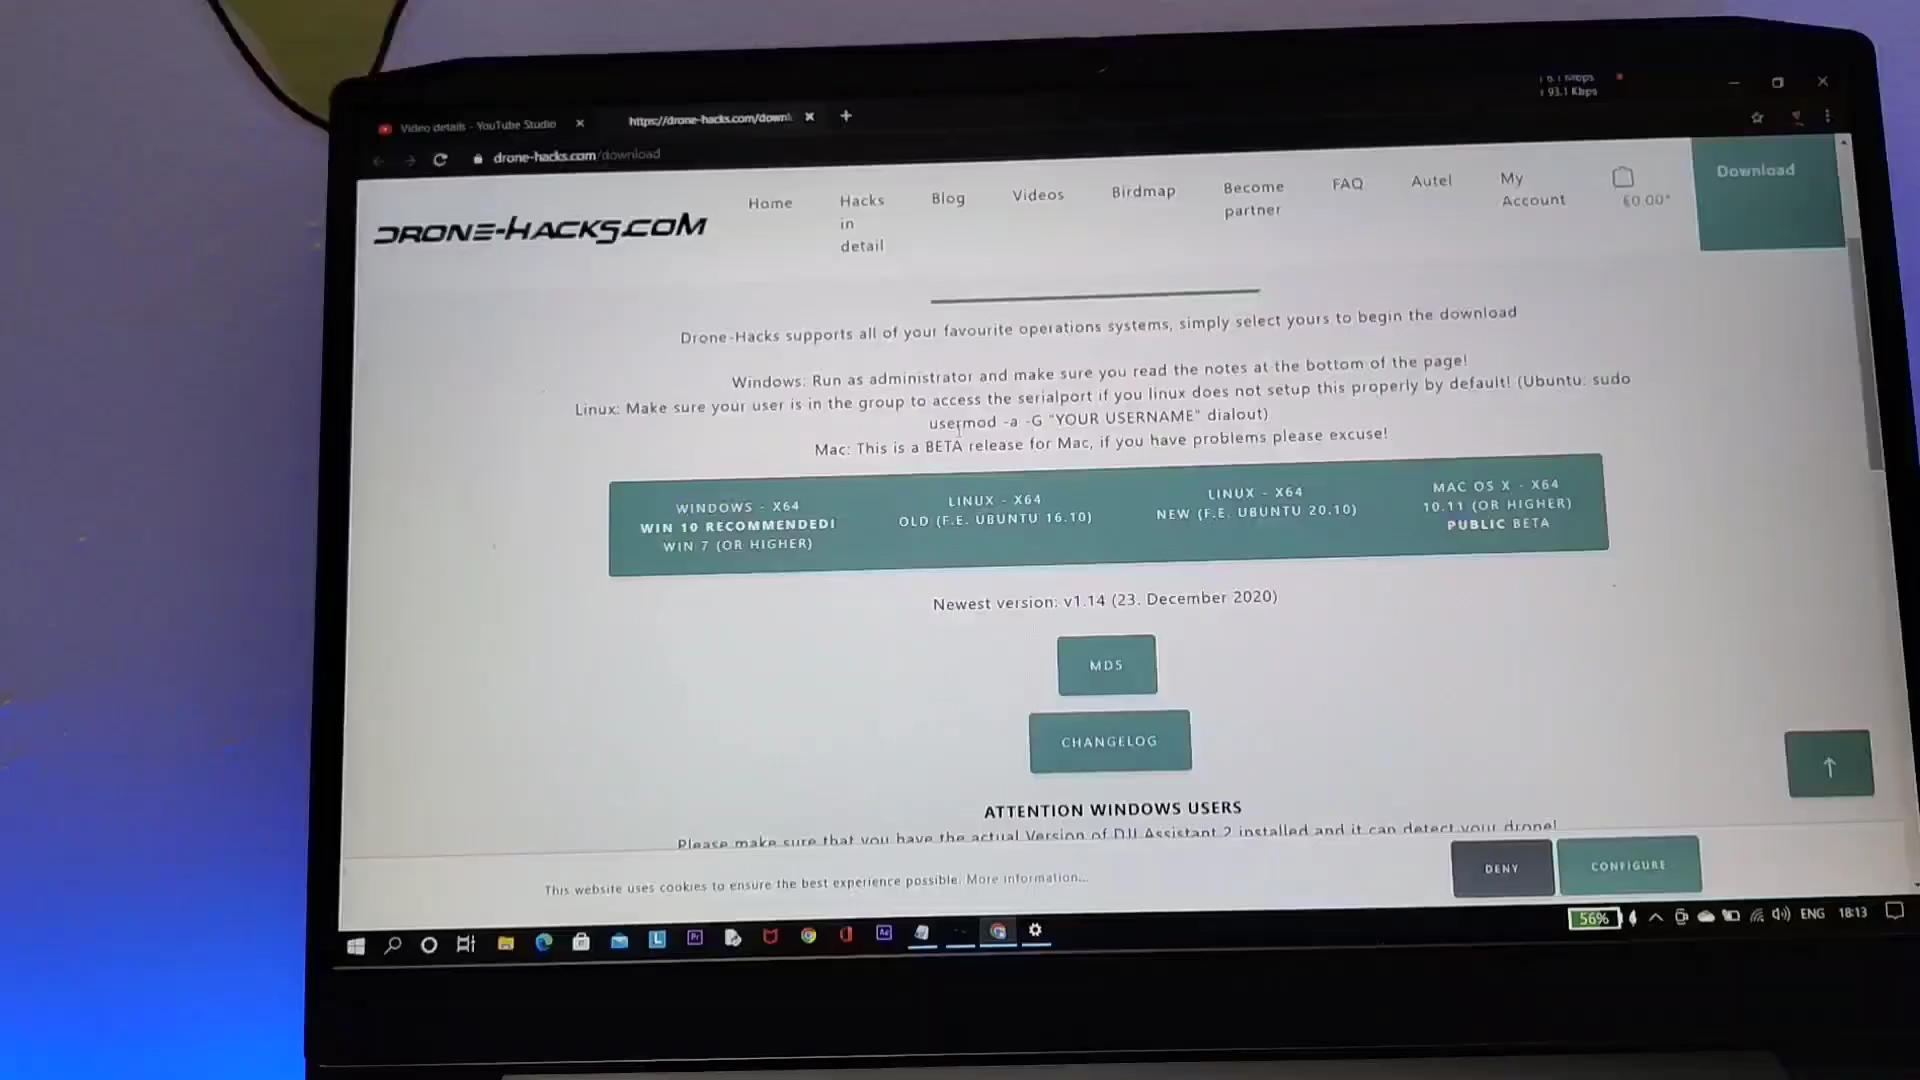 93.1 Kbps
Video details - YouTube Studio
https://drone-hacks.com/downl
drone-hacks.com/download
DRONE-HACKS.COM
Home
Hacks
in
detail
Blog
Videos
Birdmap
Become
partner
FAQ
Autel
My
Account
€0.00*
Download
Drone-Hacks supports all of your favourite operations systems, simply select yours to begin the download
Windows: Run as administrator and make sure you read the notes at the bottom of the page!
Linux: Make sure your user is in the group to access the serialport if you linux does not setup this properly by default! (Ubuntu: sudo
usermod -a -G "YOUR USERNAME" dialout)
Mac: This is a BETA release for Mac, if you have problems please excuse!
WINDOWS - X64
WIN 10 RECOMMENDED!
WIN 7 (OR HIGHER)
LINUX - X64
OLD (F.E. UBUNTU 16.10)
LINUX - X64
NEW (F.E. UBUNTU 20.10)
MAC OS X - X64
10.11 (OR HIGHER)
PUBLIC BETA
Newest version: v1.14 (23. December 2020)
MD5
CHANGELOG
ATTENTION WINDOWS USERS
Please make sure that you have the actual Version of DJI Assistant 2 installed and it can detect your drone!
This website uses cookies to ensure the best experience possible. More information...
DENY
CONFIGURE
56%
ENG
18:13